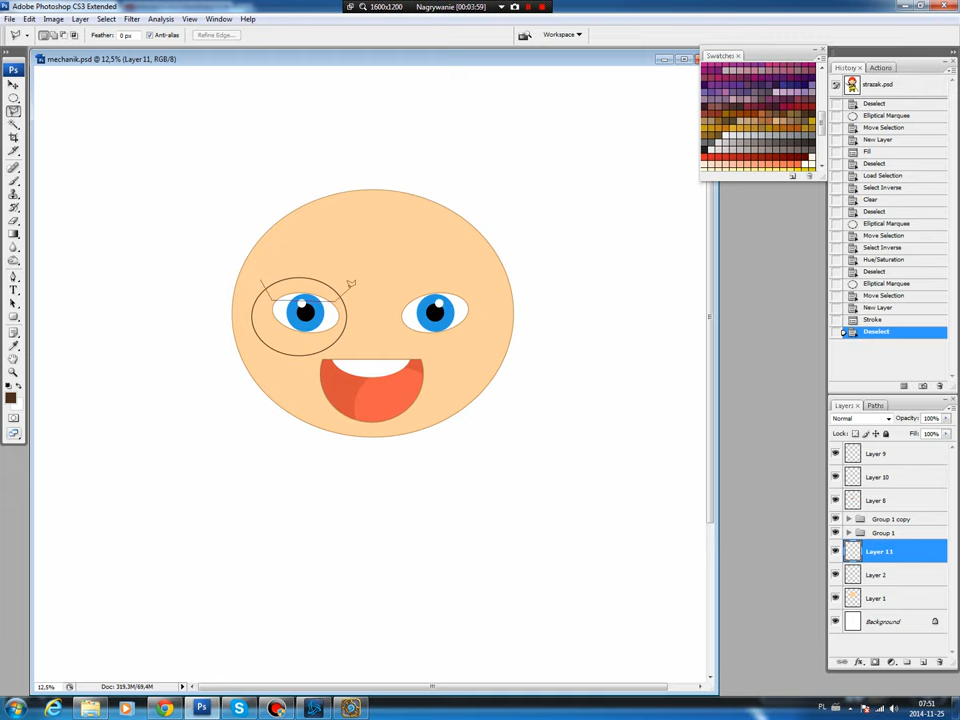 Adobe Photoshop CS3 Extended
1600x1200 Nagrywanie [00:03:59]
File Edit Image Layer Select Filter Analysis View Window Help
Feather: 0 px Anti-alias Refine Edge... Workspace
mechanik.psd @ 12,5% (Layer 11, RGB/8)
Swatches
History Actions
strazak.psd
Deselect
Elliptical Marquee
Move Selection
New Layer
Fill
Deselect
Load Selection
Select Inverse
Clear
Deselect
Elliptical Marquee
Move Selection
Select Inverse
Hue/Saturation
Deselect
Elliptical Marquee
Move Selection
New Layer
Stroke
Deselect
Layers Paths
Normal Opacity: 100%
Lock: Fill: 100%
Layer 9
Layer 10
Layer 8
Group 1 copy
Group 1
Layer 11
Layer 2
Layer 1
Background
12,5% Doc: 319,3M/69,4M
PL 07:51
2014-11-25